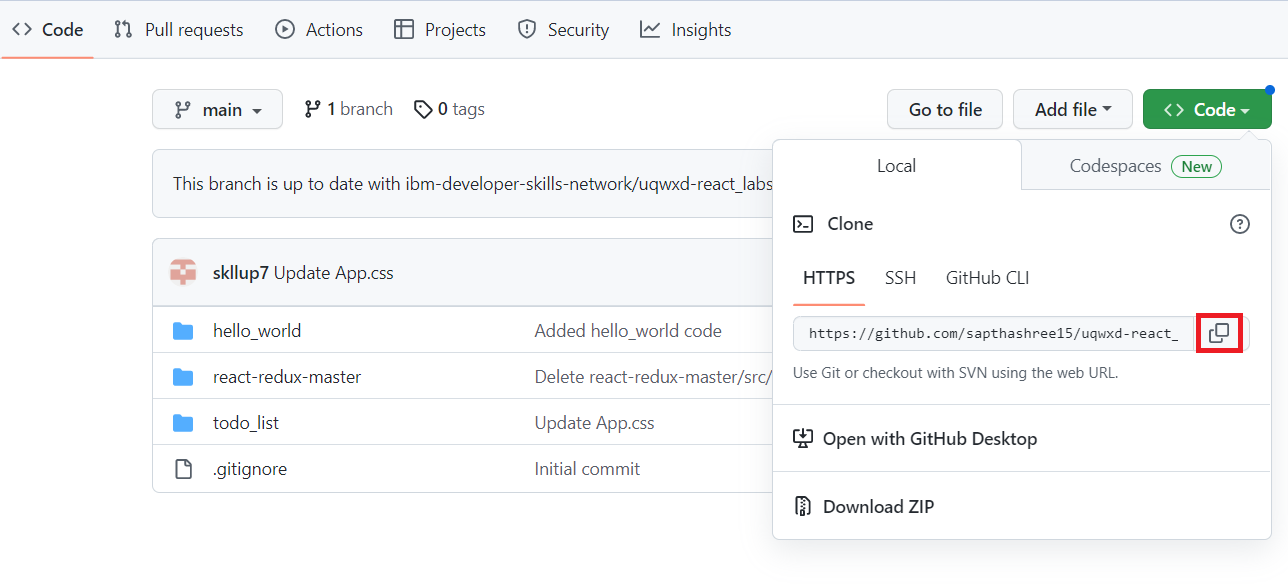 Code Pull requests Actions Projects Security Insights
main 1 branch 0 tags Go to file Add file Code
Local Codespaces New
This branch is up to date with ibm-developer-skills-network/uqwxd-react_labs
Clone
skllup7 Update App.css
HTTPS SSH GitHub CLI
hello_world Added hello_world code
https://github.com/sapthashree15/uqwxd-react_
react-redux-master Delete react-redux-master/src/
Use Git or checkout with SVN using the web URL.
todo_list Update App.css
Open with GitHub Desktop
.gitignore Initial commit
Download ZIP